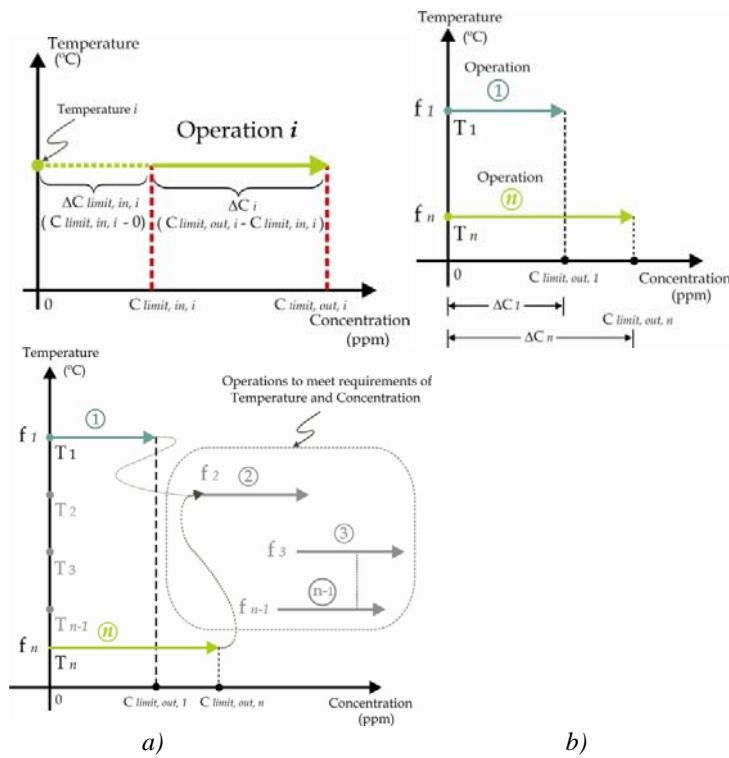 Temperature
(ºC)
Temperature i
Operation i
ΔC limit, in, i
( C limit, in, i - 0)
ΔC i
( C limit, out, i - C limit, in, i )
0
C limit, in, i
C limit, out, i
Concentration
(ppm)
b)
Temperature
(ºC)
Operation
1
f 1
T 1
Operation
n
f n
T n
0
C limit, out, 1
Concentration
(ppm)
ΔC 1
C limit, out, n
ΔC n
Temperature
(ºC)
Operations to meet requirements of
Temperature and Concentration
f 1
1
T 1
f 2
2
T 2
3
f 3
T 3
n-1
f n-1
T n-1
f n
n
T n
0
C limit, out, 1
C limit, out, n
Concentration
(ppm)
a)
b)